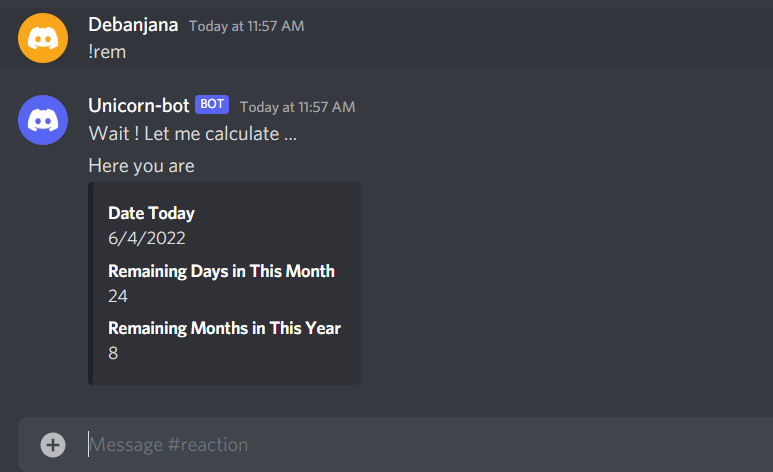 Debanjana Today at 11:57 AM
!rem
Unicorn-bot BOT Today at 11:57 AM
Wait ! Let me calculate ...
Here you are
Date Today
6/4/2022
Remaining Days in This Month
24
Remaining Months in This Year
8
Message #reaction